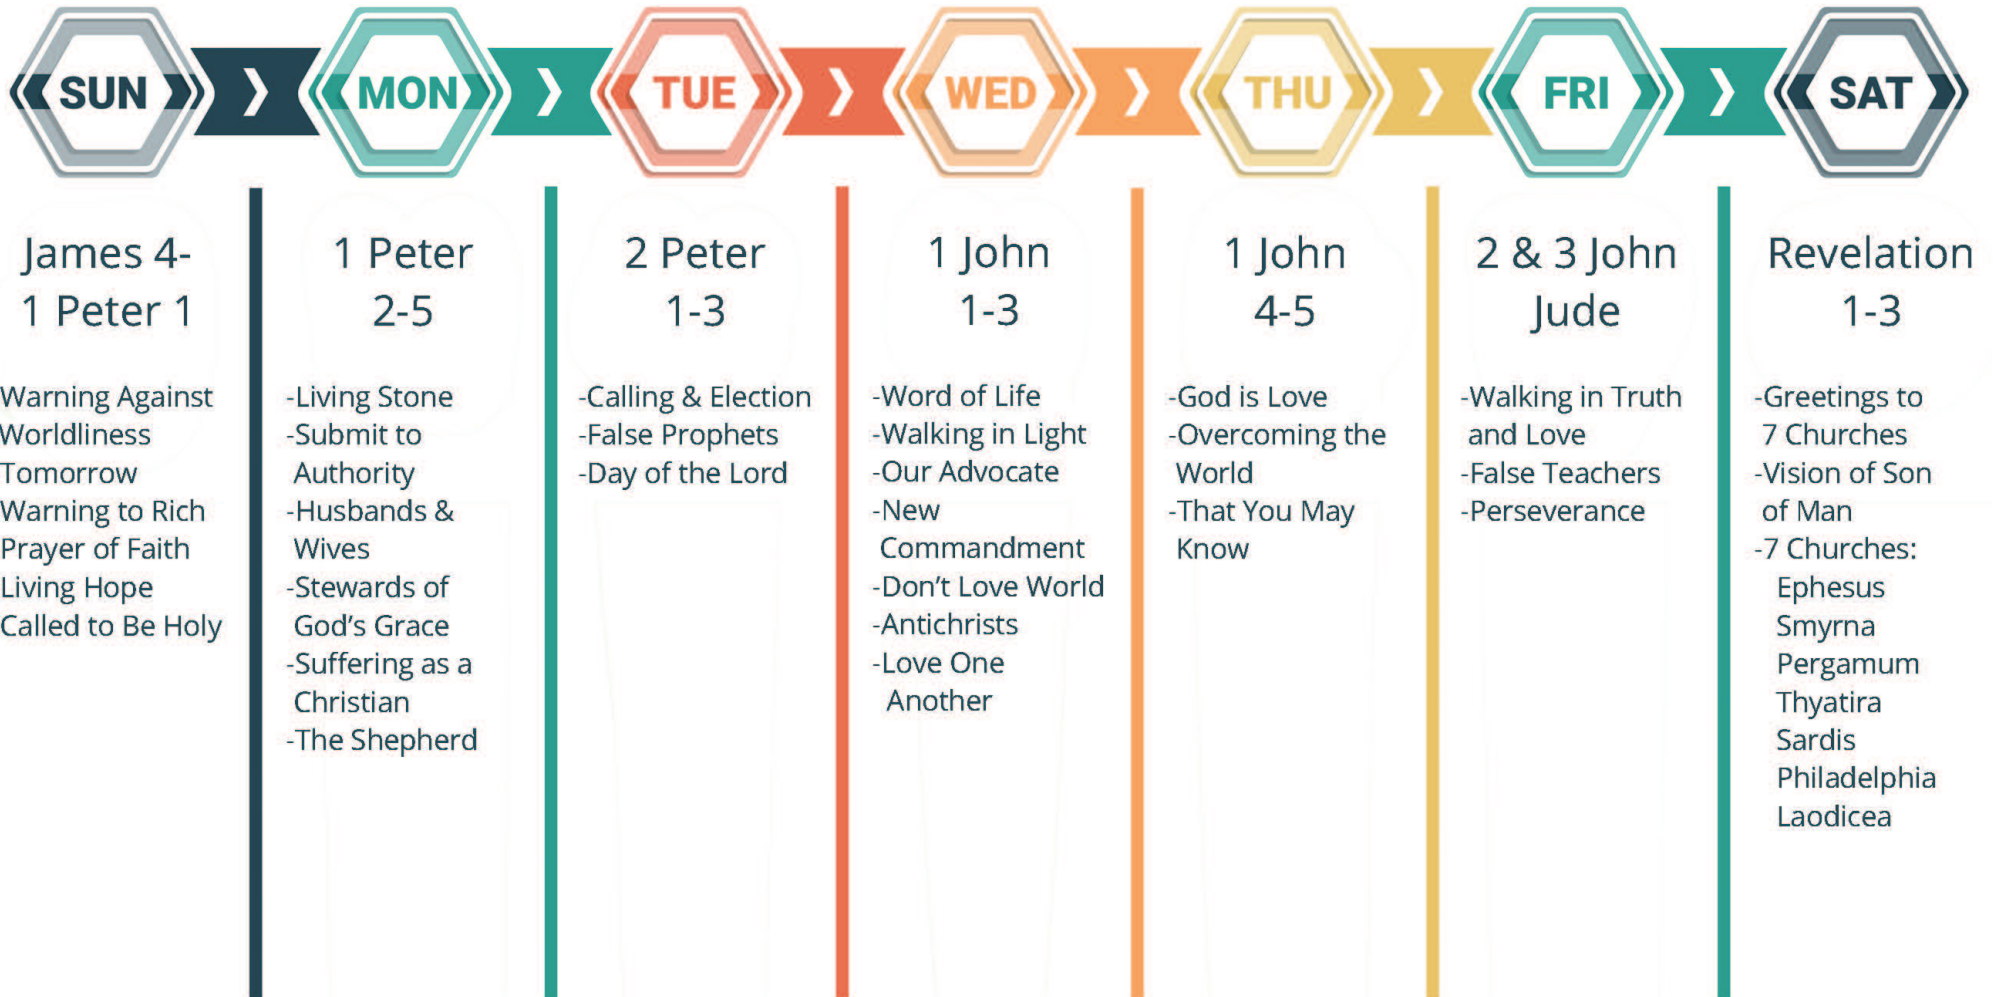 SUN
MON
TUE
WED
THU
FRI
SAT
James 4-
1 Peter 1
Warning Against
Worldliness
Tomorrow
Warning to Rich
Prayer of Faith
Living Hope
Called to Be Holy
1 Peter
2-5
-Living Stone
-Submit to
Authority
-Husbands &
Wives
-Stewards of
God's Grace
-Suffering as a
Christian
-The Shepherd
2 Peter
1-3
-Calling & Election
-False Prophets
-Day of the Lord
1 John
1-3
-Word of Life
-Walking in Light
-Our Advocate
-New
Commandment
-Don't Love World
-Antichrists
-Love One
Another
1 John
4-5
-God is Love
-Overcoming the
World
-That You May
Know
2 & 3 John
Jude
-Walking in Truth
and Love
-False Teachers
-Perseverance
Revelation
1-3
-Greetings to
7 Churches
-Vision of Son
of Man
-7 Churches:
Ephesus
Smyrna
Pergamum
Thyatira
Sardis
Philadelphia
Laodicea